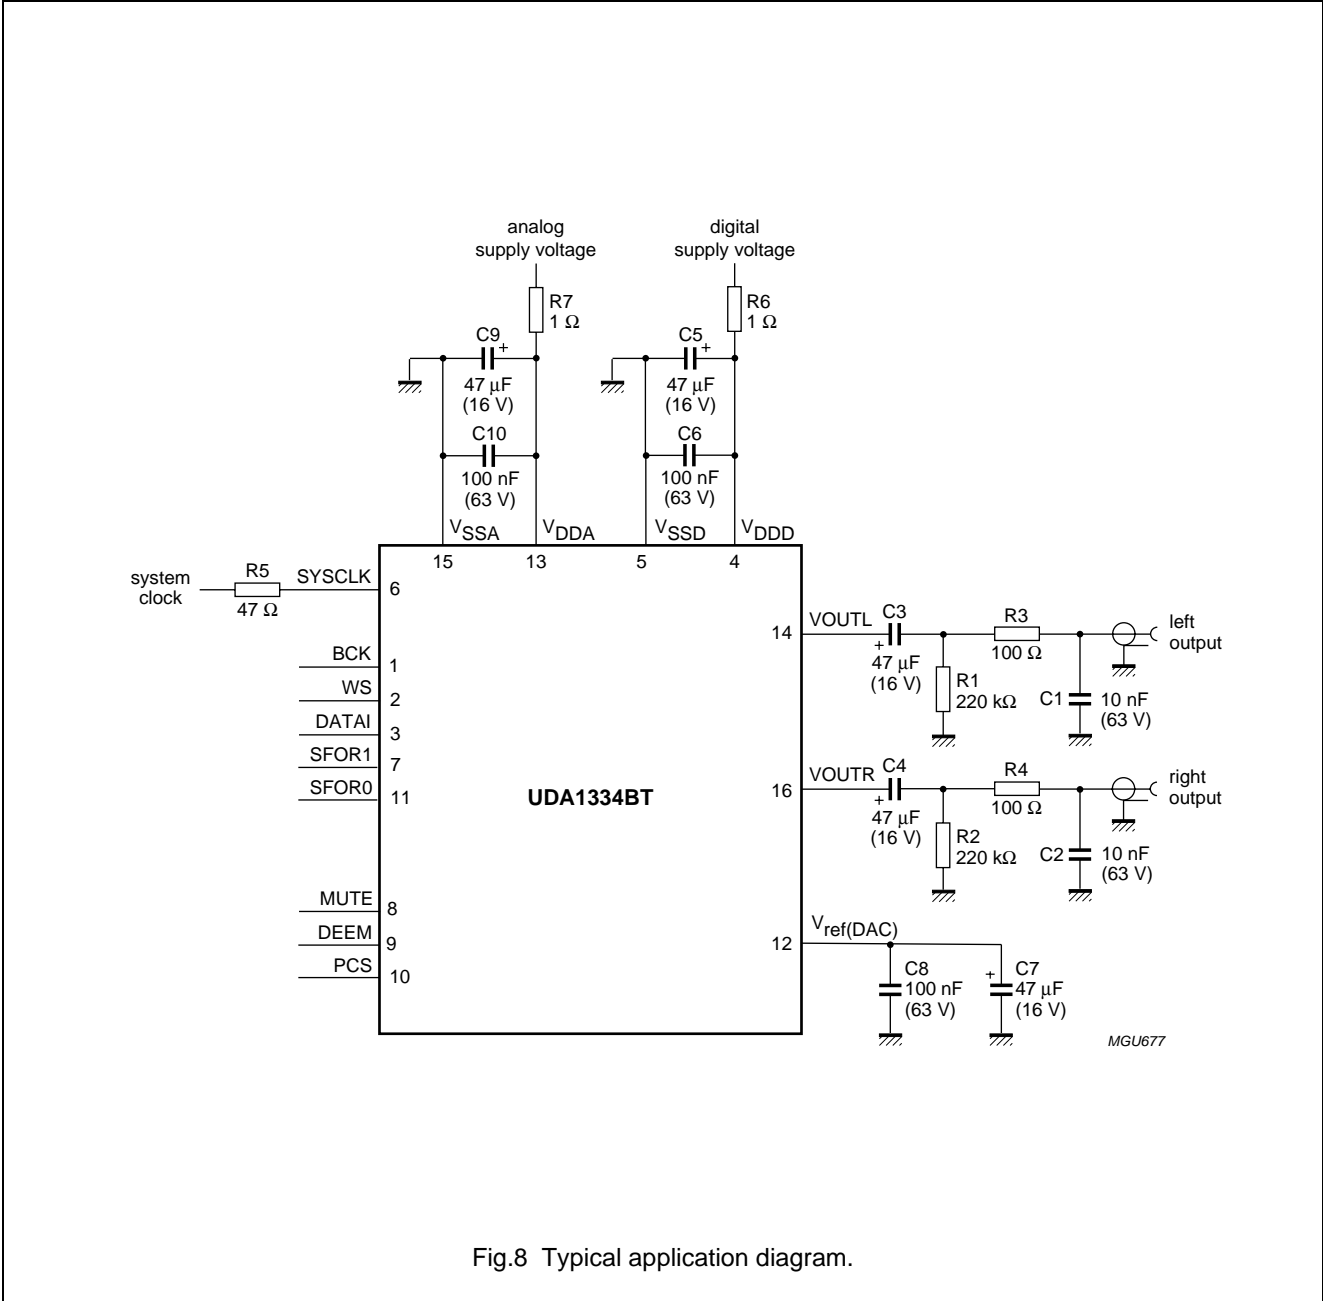 analog
supply voltage
digital
supply voltage
R7
1 Ω
R6
1 Ω
C9
+
47 μF
(16 V)
C5
+
47 μF
(16 V)
C10
100 nF
(63 V)
C6
100 nF
(63 V)
VSSA
VDDA
VSSD
VDDD
15
13
5
4
system
clock
R5
47 Ω
SYSCLK
6
BCK
1
WS
2
DATAI
3
SFOR1
7
SFOR0
11
MUTE
8
DEEM
9
PCS
10
UDA1334BT
14
VOUTL
C3
+
47 μF
(16 V)
R1
220 kΩ
R3
100 Ω
C1
10 nF
(63 V)
left
output
16
VOUTR
C4
+
47 μF
(16 V)
R2
220 kΩ
R4
100 Ω
C2
10 nF
(63 V)
right
output
12
Vref(DAC)
C8
100 nF
(63 V)
+
C7
47 μF
(16 V)
MGU677
Fig.8 Typical application diagram.